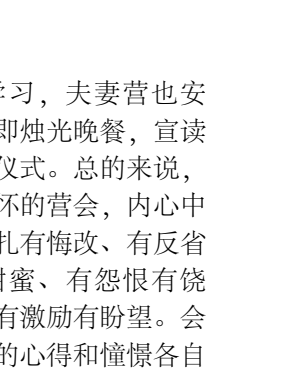 学习，夫妻营也安
即烛光晚餐，宣读
仪式。总的来说，
怀的营会，内心中
扎有悔改、有反省
甜蜜、有怨恨有饶
有激励有盼望。会
的心得和憧憬各自